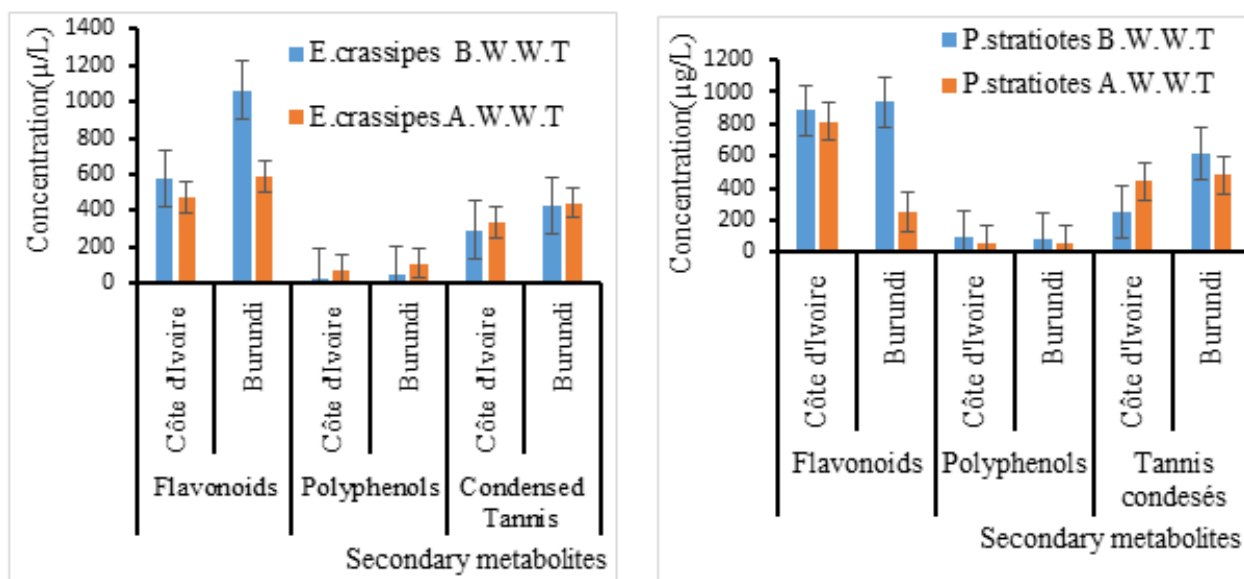 Concentration(µ/L)
1400
1200
1000
800
600
400
200
0
E.crassipes B.W.W.T
E.crassipes.A.W.W.T
Côte d'Ivoire
Burundi
Côte d'Ivoire
Burundi
Côte d'Ivoire
Burundi
Flavonoids
Polyphenols
Condensed
Tannis
Secondary metabolites
Concentration(µg/L)
1200
1000
800
600
400
200
0
P.stratiotes B.W.W.T
P.stratiotes A.W.W.T
Côte d'Ivoire
Burundi
Côte d'Ivoire
Burundi
Côte d'Ivoire
Burundi
Flavonoids
Polyphenols
Tannis
condesés
Secondary metabolites